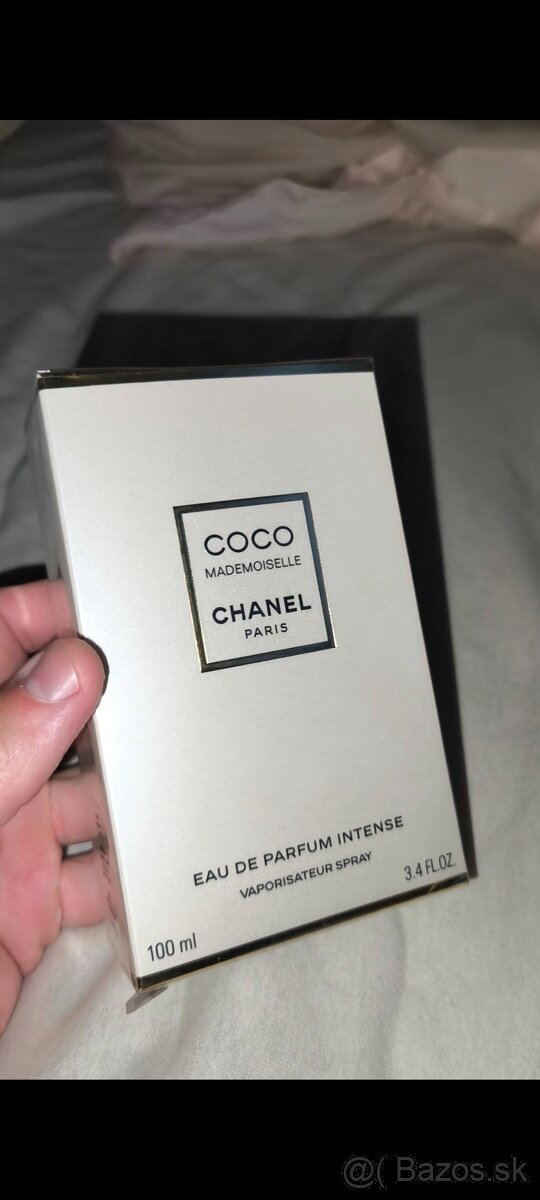 COCO
MADEMOISELLE
CHANEL
PARIS
EAU DE PARFUM INTENSE
VAPORISATEUR SPRAY
100 ml
3.4 FL.OZ.
@( Bazos.sk